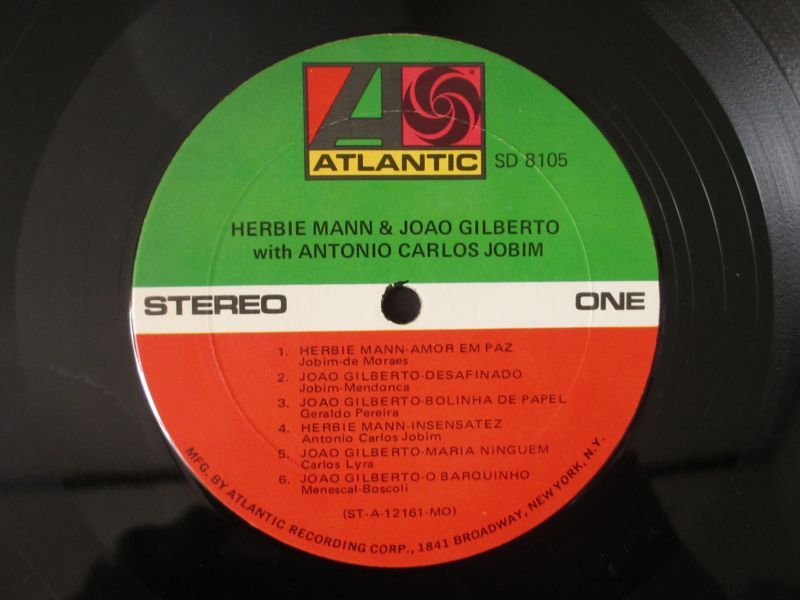 ATLANTIC
SD 8105
HERBIE MANN & JOAO GILBERTO
with ANTONIO CARLOS JOBIM
STEREO
ONE
1. HERBIE MANN-AMOR EM PAZ
Jobim-de Moraes
2. JOAO GILBERTO-DESAFINADO
Jobim-Mendonca
3. JOAO GILBERTO-BOLINHA DE PAPEL
Geraldo Pereira
4. HERBIE MANN-INSENSATEZ
Antonio Carlos Jobim
5. JOAO GILBERTO-MARIA NINGUEM
Carlos Lyra
6. JOAO GILBERTO-O BARQUINHO
Menescal-Boscoli
(ST-A-12161-MO)
MFG. BY ATLANTIC RECORDING CORP., 1841 BROADWAY, NEW YORK, N.Y.